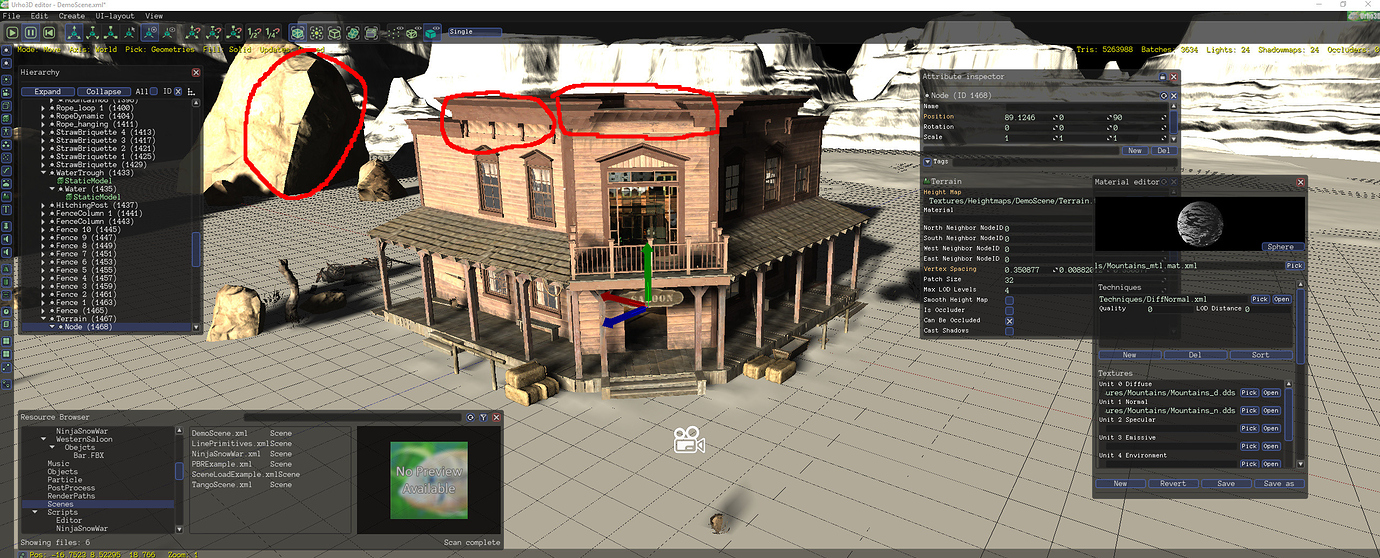 Urho3D editor - DemoScene.xml*
File Edit Create UI-layout View
Single
Mode: Move Axis: World Pick: Geometries Fill: Solid Updates:
Tris: 5263988 Batches: 3634 Lights: 24 Shadowmaps: 24 Occluders:
Hierarchy
Expand Collapse All ID
Rope_loop 1 (1400)
RopeDynamic (1404)
Rope_hanging (1411)
StrawBriquette 4 (1413)
StrawBriquette 3 (1417)
StrawBriquette 2 (1421)
StrawBriquette 1 (1425)
StrawBriquette (1429)
WaterTrough (1433)
StaticModel
Water (1435)
StaticModel
HitchingPost (1437)
FenceColumn 1 (1441)
FenceColumn (1443)
Fence 10 (1445)
Fence 9 (1447)
Fence 8 (1449)
Fence 7 (1451)
Fence 6 (1453)
Fence 5 (1455)
Fence 4 (1457)
Fence 3 (1459)
Fence 2 (1461)
Fence 1 (1463)
Fence (1465)
Terrain (1467)
Node (1468)
SALOON
Attribute inspector
Node (ID 1468)
Name
Position 89.1246 0 90
Rotation 0 0 0
Scale 1 1 1
New Del
Tags
Terrain
Height Map
Textures/Heightmaps/DemoScene/Terrain.
Material
North Neighbor NodeID 0
South Neighbor NodeID 0
West Neighbor NodeID 0
East Neighbor NodeID 0
Vertex Spacing 0.350877 0.00882
Patch Size 32
Max LOD Levels 4
Smooth Height Map
Is Occluder
Can Be Occluded
Cast Shadows
Material editor
Sphere
ls/Mountains_mtl.mat.xml Pick
Techniques
Techniques/DiffNormal.xml Pick Open
Quality 0 LOD Distance 0
New Del Sort
Textures
Unit 0 Diffuse
ures/Mountains/Mountains_d.dds Pick Open
Unit 1 Normal
ures/Mountains/Mountains_n.dds Pick Open
Unit 2 Specular
Pick Open
Unit 3 Emissive
Pick Open
Unit 4 Environment
Pick Open
New Revert Save Save as
Resource Browser
NinjaSnowWar
WesternSaloon
Obejcts
Bar.FBX
Music
Objects
Particle
PostProcess
RenderPaths
Scenes
Scripts
Editor
NinjaSnowWar
DemoScene.xml Scene
LinePrimitives.xml Scene
NinjaSnowWar.xml Scene
PBRExample.xml Scene
SceneLoadExample.xml Scene
TangoScene.xml Scene
No Preview
Available
Showing files: 6
Scan complete
Pos: -16.7523 8.52295 18.766 Zoom: 1